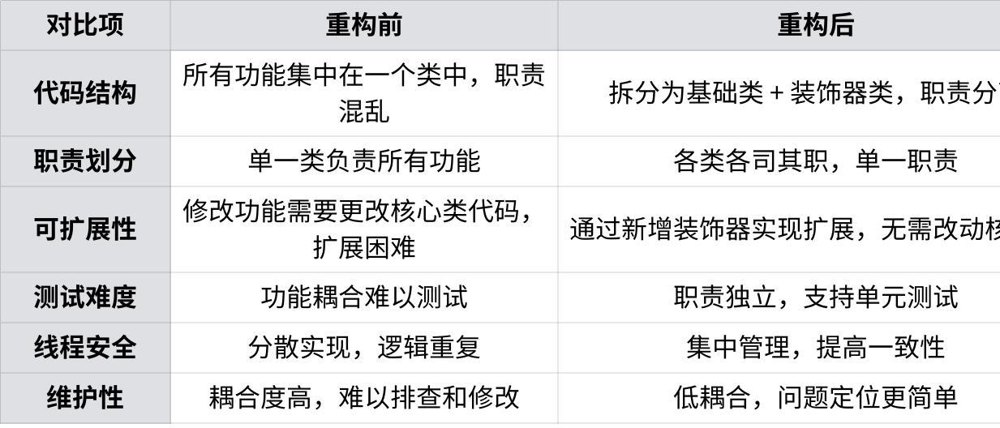 对比项 重构前 重构后
代码结构 所有功能集中在一个类中，职责
混乱 拆分为基础类 + 装饰器类，职责分
职责划分 单一类负责所有功能 各类各司其职，单一职责
可扩展性 修改功能需要更改核心类代码，
扩展困难 通过新增装饰器实现扩展，无需改动核
测试难度 功能耦合难以测试 职责独立，支持单元测试
线程安全 分散实现，逻辑重复 集中管理，提高一致性
维护性 耦合度高，难以排查和修改 低耦合，问题定位更简单